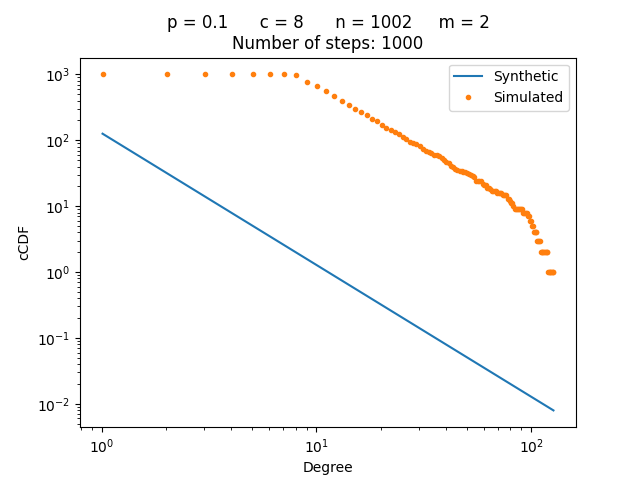 p = 0.1 c = 8 n = 1002 m = 2
Number of steps: 1000
Synthetic
Simulated
cCDF
10³
10²
10¹
10⁰
10⁻¹
10⁻²
10⁰ 10¹ 10²
Degree